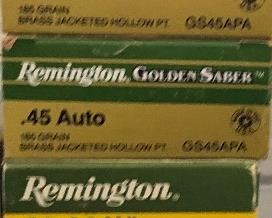 185 GRAIN
BRASS JACKETED HOLLOW PT. GS45APA
Remington. GOLDEN SABER™
.45 Auto
185 GRAIN
BRASS JACKETED HOLLOW PT. GS45APA
Remington.